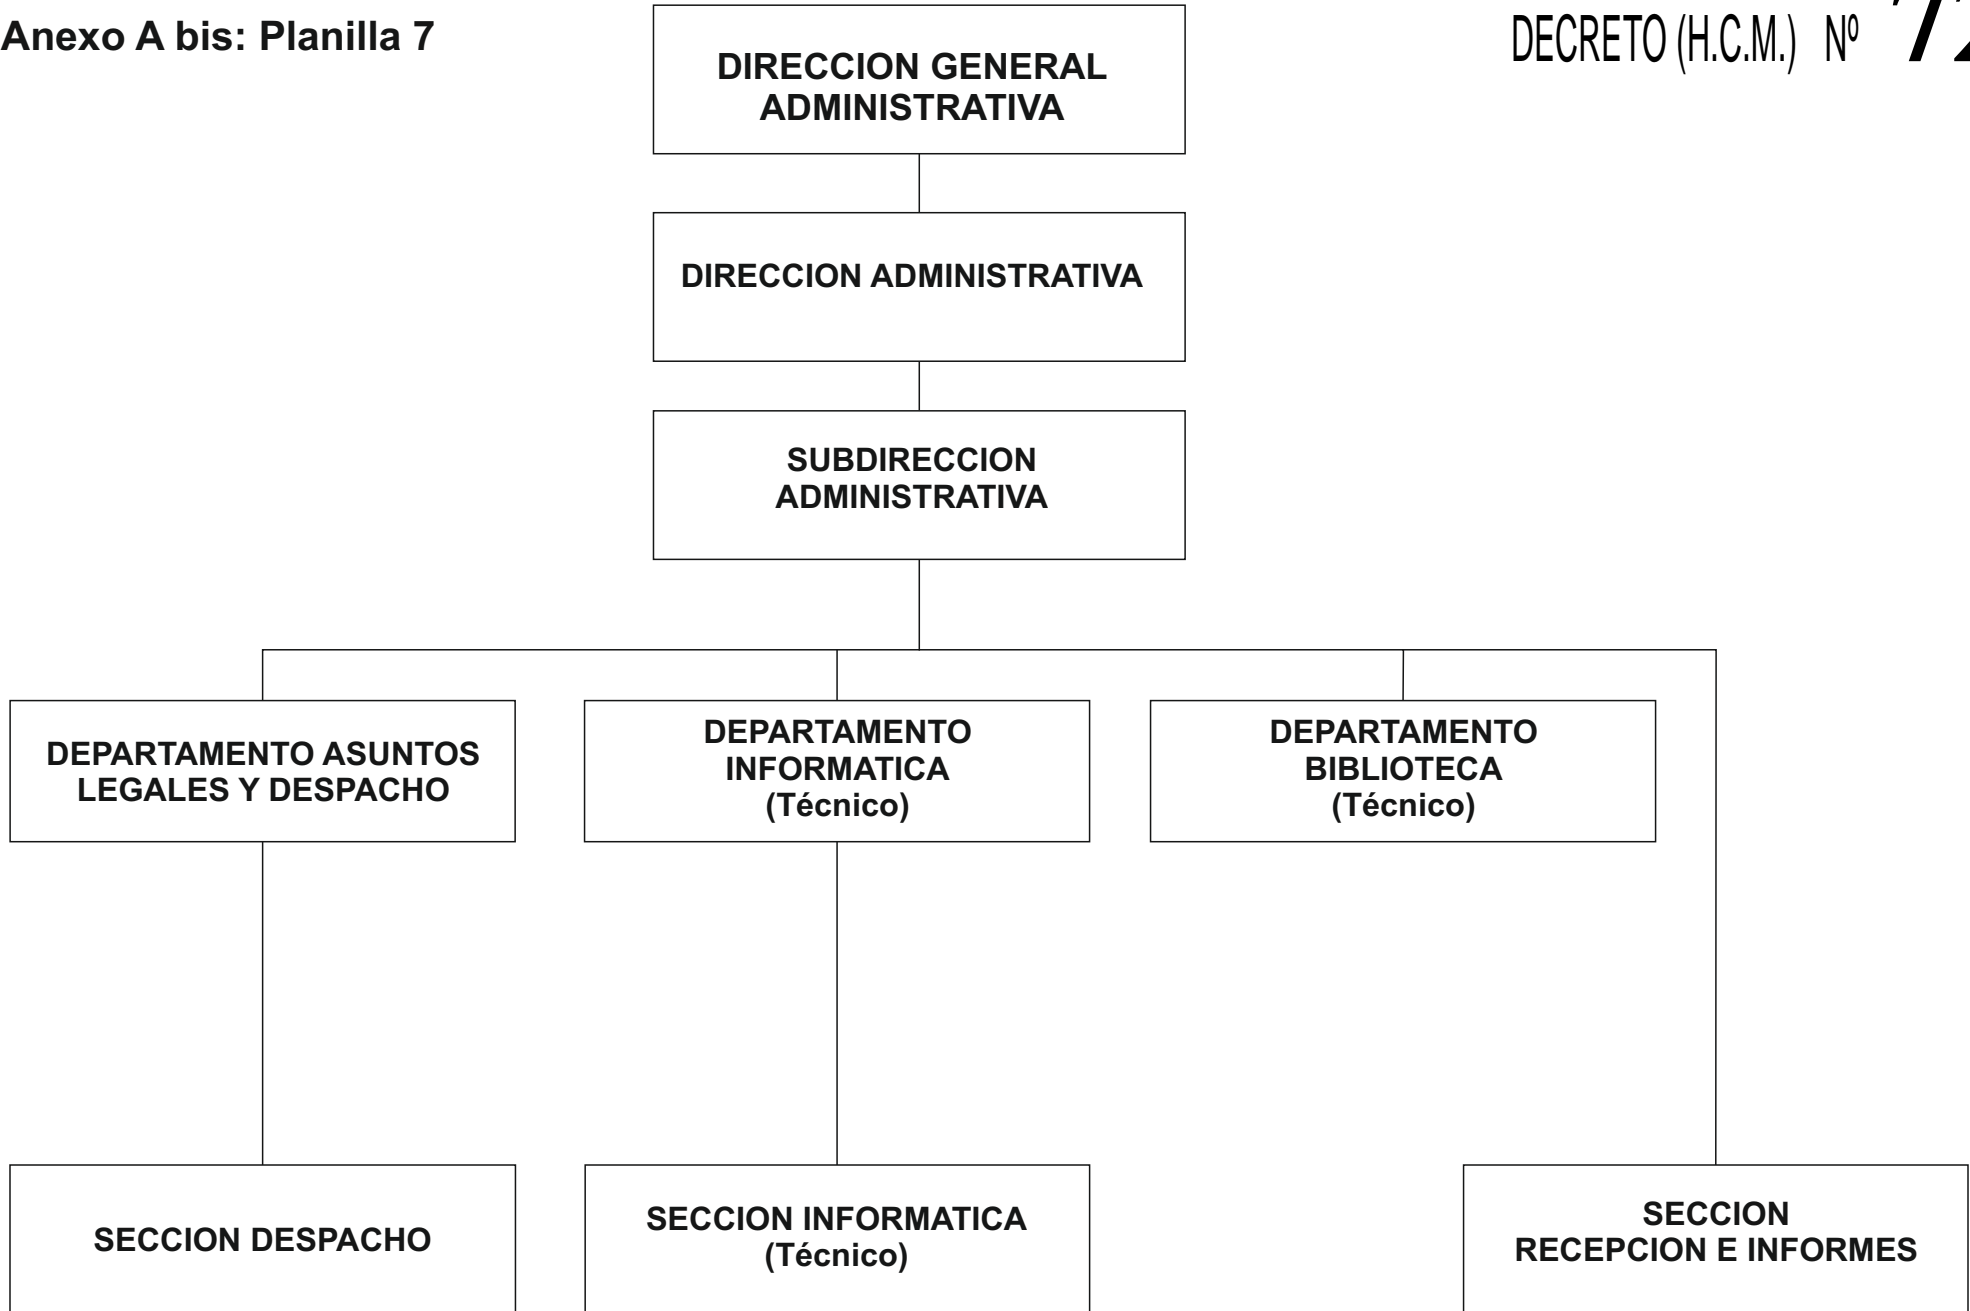 Anexo A bis: Planilla 7
DECRETO (H.C.M.) Nº
DIRECCION GENERAL
ADMINISTRATIVA
DIRECCION ADMINISTRATIVA
SUBDIRECCION
ADMINISTRATIVA
DEPARTAMENTO ASUNTOS
LEGALES Y DESPACHO
DEPARTAMENTO
INFORMATICA
(Técnico)
DEPARTAMENTO
BIBLIOTECA
(Técnico)
SECCION DESPACHO
SECCION INFORMATICA
(Técnico)
SECCION
RECEPCION E INFORMES